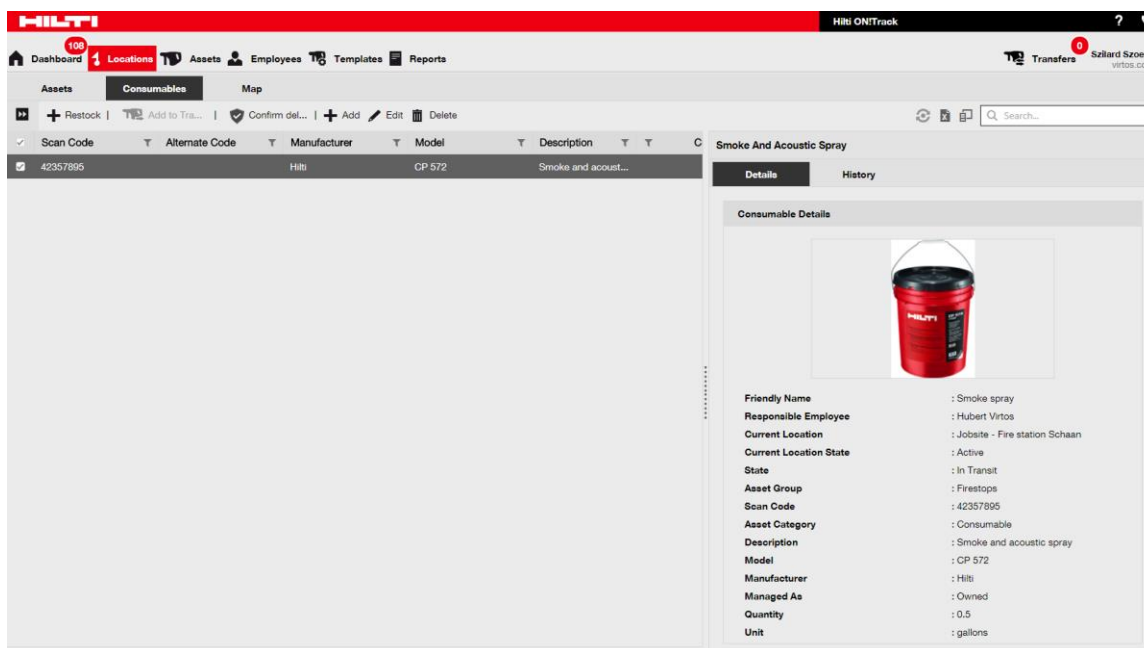 HILTI
Hilti ON!Track ?
Dashboard 108 Locations Assets Employees Templates Reports
Transfers 0 Szilard Szoe
virtos.co
Assets Consumables Map
Restock | Add to Tra... | Confirm del... | Add Edit Delete
Search...
Scan Code Alternate Code Manufacturer Model Description C
42357895 Hilti CP 572 Smoke and acoust...
Smoke And Acoustic Spray
Details History
Consumable Details
HILTI
Friendly Name : Smoke spray
Responsible Employee : Hubert Virtos
Current Location : Jobsite - Fire station Schaan
Current Location State : Active
State : In Transit
Asset Group : Firestops
Scan Code : 42357895
Asset Category : Consumable
Description : Smoke and acoustic spray
Model : CP 572
Manufacturer : Hilti
Managed As : Owned
Quantity : 0.5
Unit : gallons